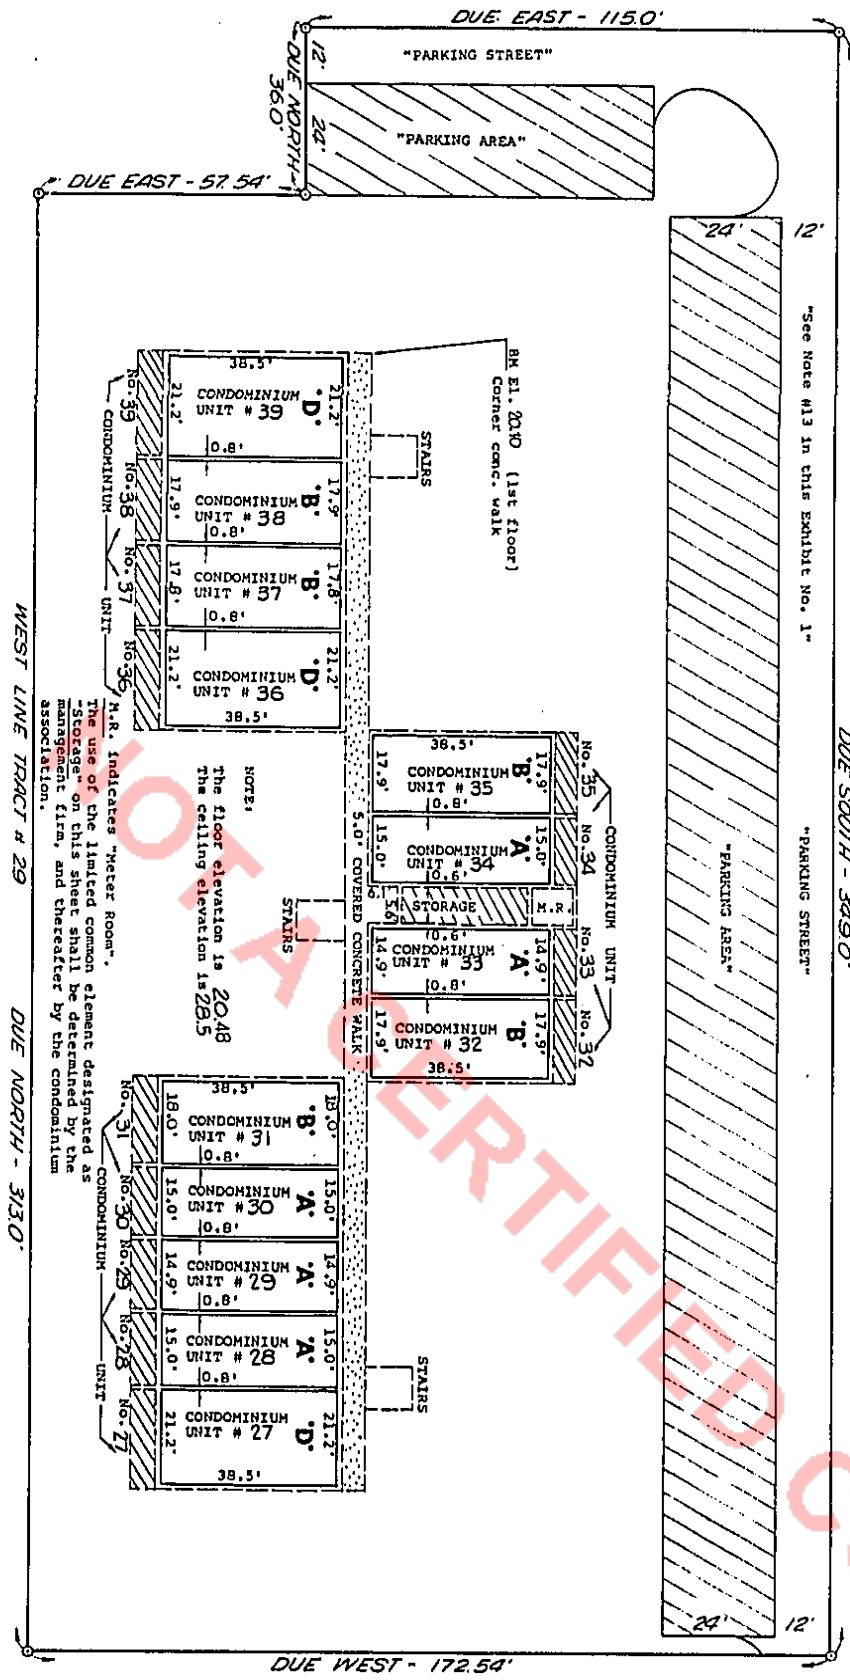 DUE EAST - 115.0'
"PARKING STREET"
12'
DUE NORTH -
36.0'
24'
"PARKING AREA"
DUE EAST - 57.54'
24'
12'
"See Note #13 in this Exhibit No. 1"
BM El. 20.10 (1st floor)
Corner conc. walk
STAIRS
38.5'
21.2'
21.2'
CONDOMINIUM
UNIT # 39
"D"
0.8'
No. 39
17.9'
17.9'
CONDOMINIUM
UNIT # 38
"B"
0.8'
No. 38
17.8'
17.8'
CONDOMINIUM
UNIT # 37
"B"
0.8'
No. 37
21.2'
21.2'
CONDOMINIUM
UNIT # 36
"D"
38.5'
No. 36
CONDOMINIUM UNIT
38.5'
17.9'
17.9'
CONDOMINIUM
UNIT # 35
"B"
0.8'
No. 35
15.0'
15.0'
CONDOMINIUM
UNIT # 34
"A"
0.6'
No. 34
STORAGE
M.R.
0.6'
14.9'
14.9'
CONDOMINIUM
UNIT # 33
"A"
0.8'
No. 33
17.9'
17.9'
CONDOMINIUM
UNIT # 32
"B"
38.5'
No. 32
CONDOMINIUM UNIT
5.0' COVERED CONCRETE WALK
STAIRS
NOTE:
The floor elevation is 20.48
The ceiling elevation is 28.5
M.R. indicates "Meter Room".
The use of the limited common element designated as
"Storage" on this sheet shall be determined by the
management firm, and thereafter by the condominium
association.
38.5'
18.0'
18.0'
CONDOMINIUM
UNIT # 31
"B"
0.8'
No. 31
15.0'
15.0'
CONDOMINIUM
UNIT # 30
"A"
0.8'
No. 30
14.9'
14.9'
CONDOMINIUM
UNIT # 29
"A"
0.8'
No. 29
15.0'
15.0'
CONDOMINIUM
UNIT # 28
"A"
0.8'
No. 28
21.2'
21.2'
CONDOMINIUM
UNIT # 27
"D"
38.5'
No. 27
CONDOMINIUM UNIT
STAIRS
"PARKING AREA"
"PARKING STREET"
DUE SOUTH - 349.0'
WEST LINE TRACT # 29
DUE NORTH - 313.0'
24'
12'
DUE WEST - 172.54'
NOT A CERTIFIED C